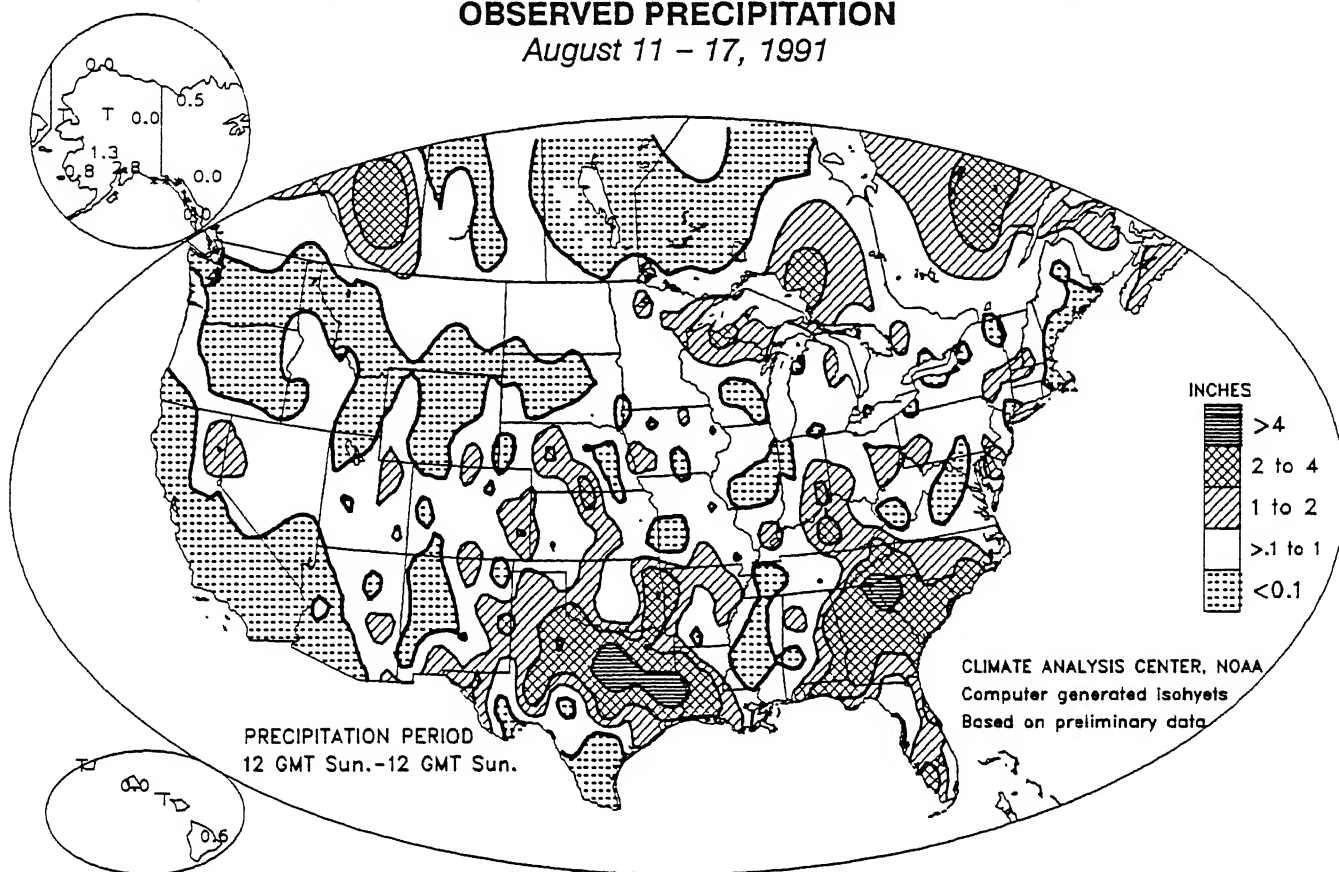 OBSERVED PRECIPITATION
August 11 – 17, 1991
0.0
0.5
T T 0.0
1.3
0.8
0.0
INCHES
>4
2 to 4
1 to 2
>.1 to 1
<0.1
CLIMATE ANALYSIS CENTER, NOAA
Computer generated isohyets
Based on preliminary data
PRECIPITATION PERIOD
12 GMT Sun.-12 GMT Sun.
T
0.0
T
0.6